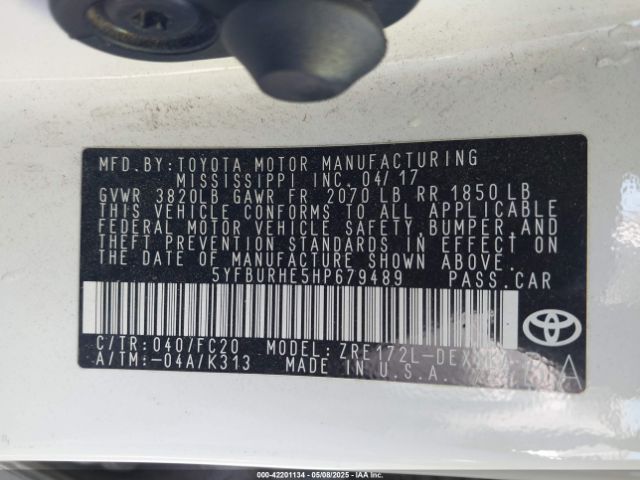 MFD.BY:TOYOTA MOTOR MANUFACTURING
MISSISSIPPI INC. 04/17
GVWR 3820LB GAWR FR 2070 LB RR 1850 LB
THIS VEHICLE CONFORMS TO ALL APPLICABLE
FEDERAL MOTOR VEHICLE SAFETY,BUMPER,AND
THEFT PREVENTION STANDARDS IN EFFECT ON
THE DATE OF MANUFACTURE SHOWN ABOVE.
5YFBURHE5HP679489 PASS.CAR
C/TR:040/FC20 MODEL:
A/TM:-04A/K313 MADE IN U.S.A.
000-42201134 - 05/08/2025 - IAA Corp.